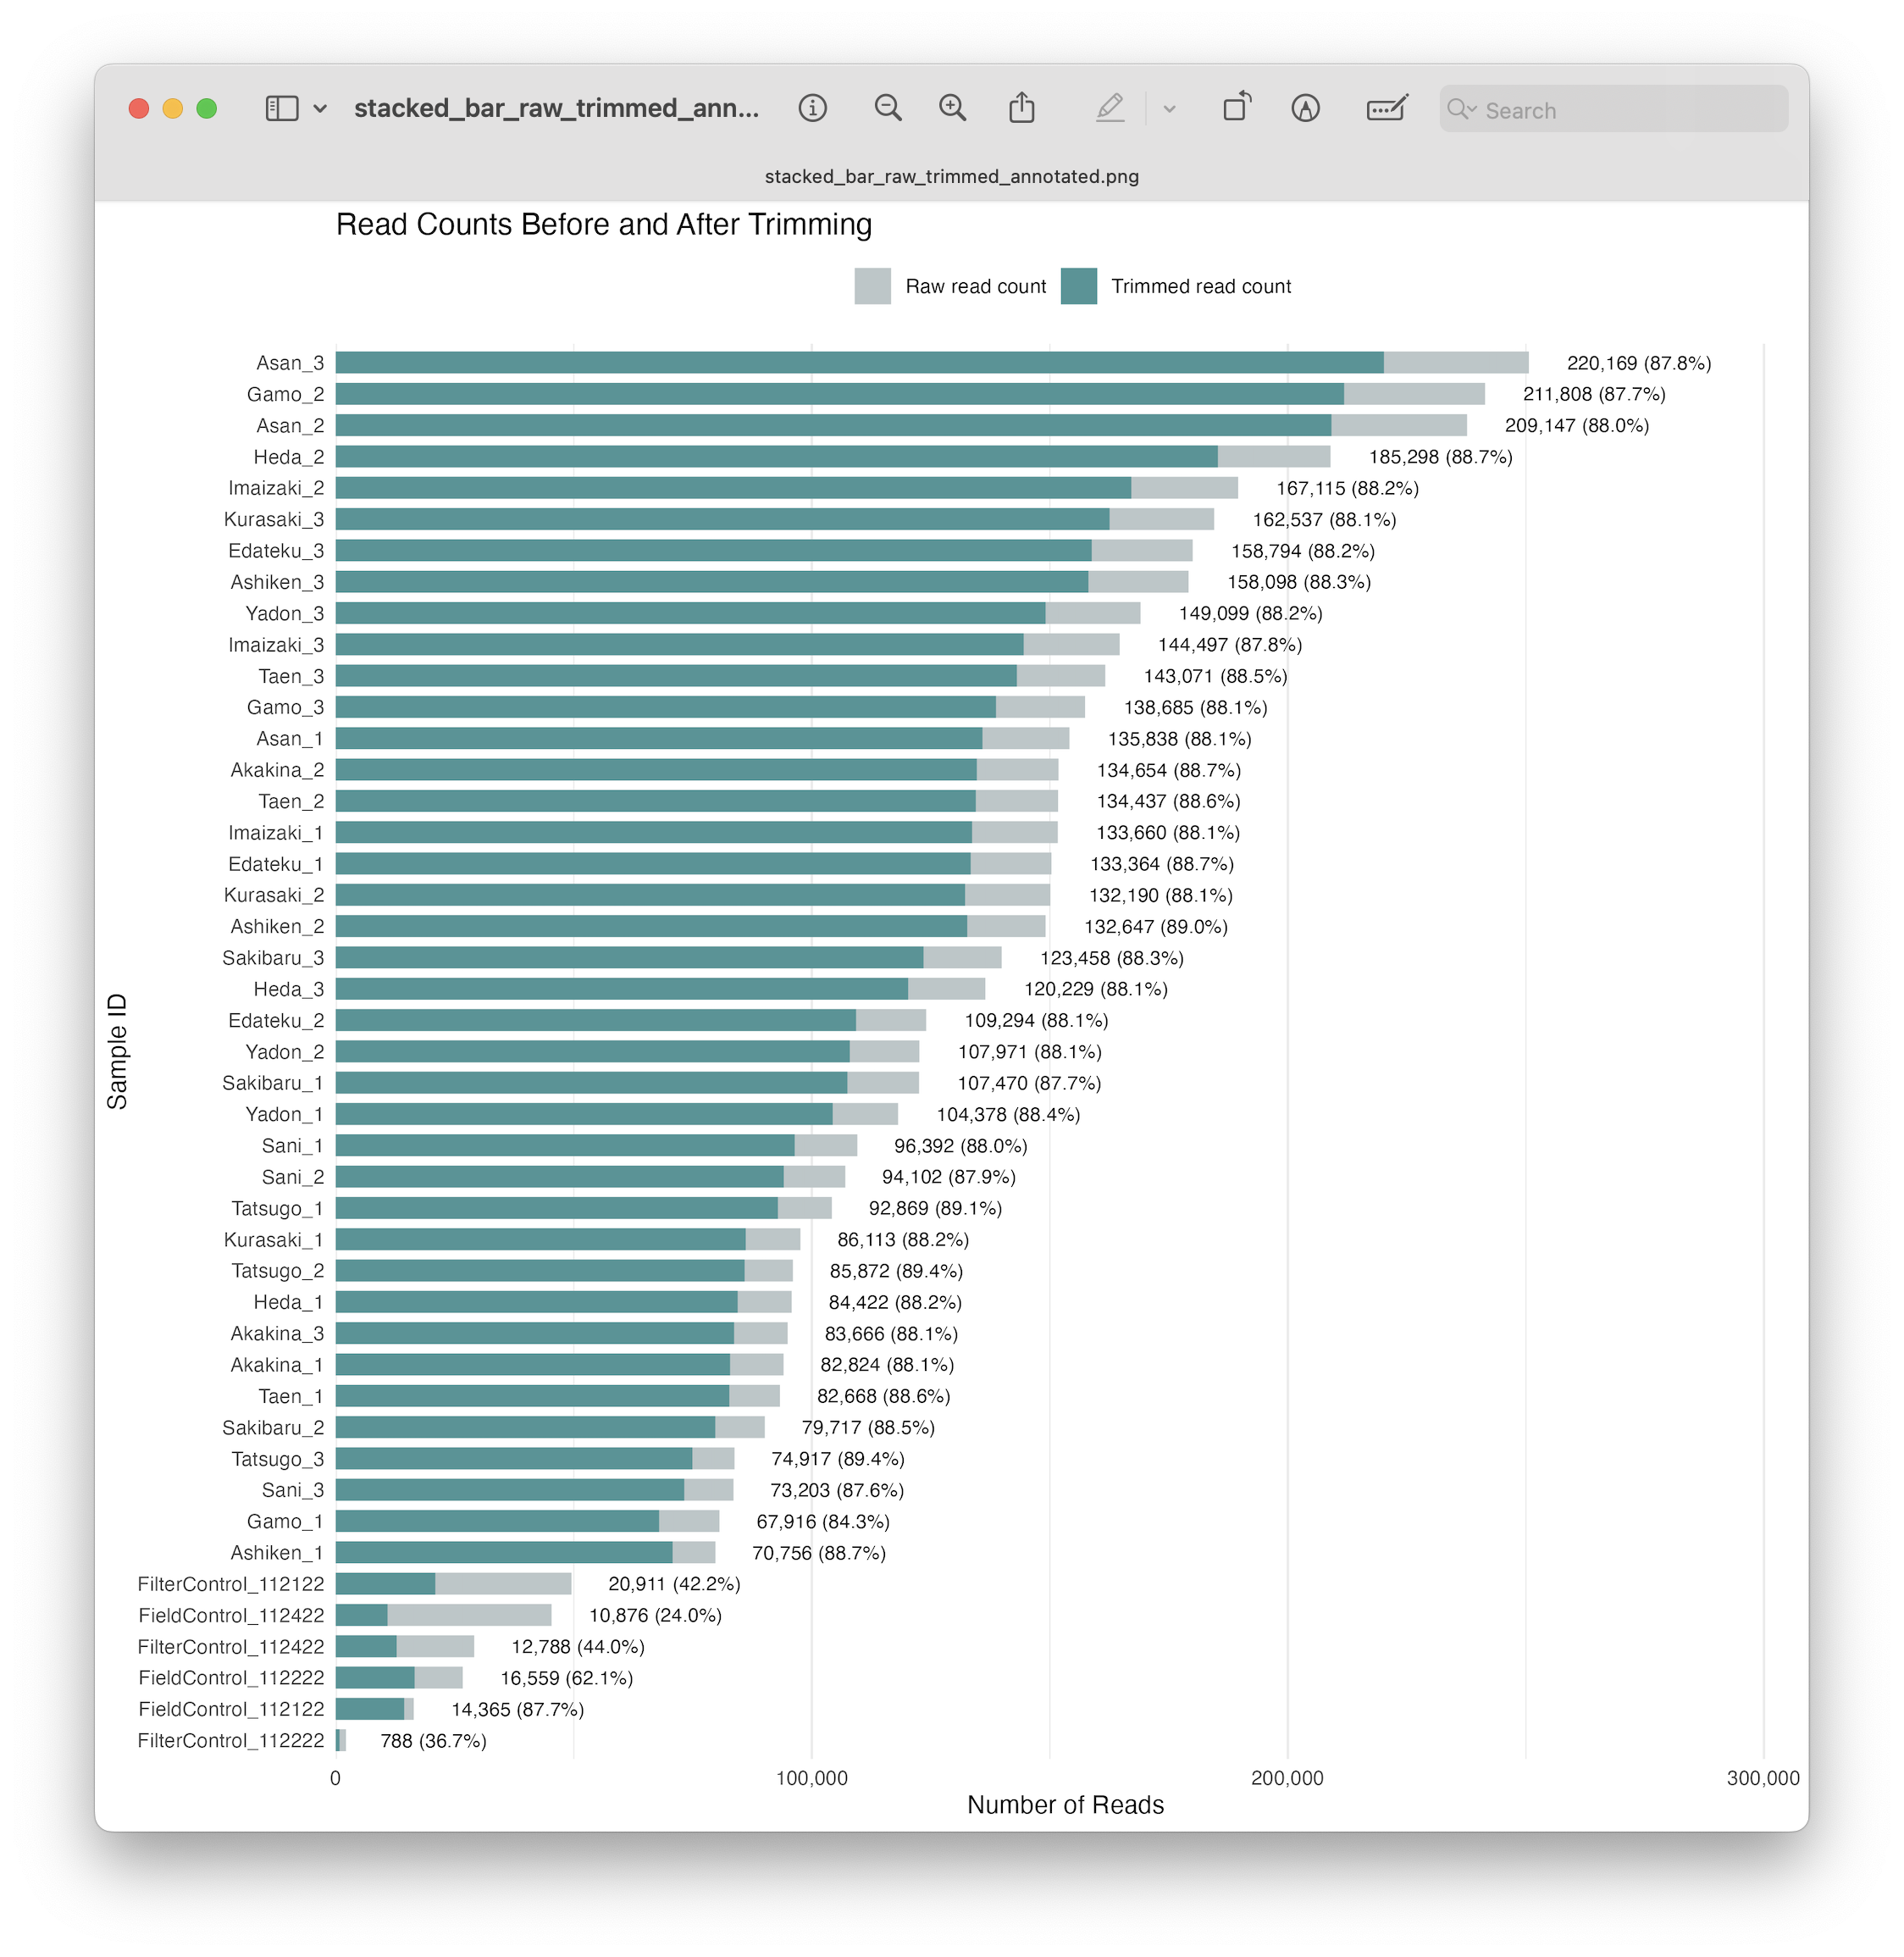 stacked_bar_raw_trimmed_ann...
Search
stacked_bar_raw_trimmed_annotated.png
Read Counts Before and After Trimming
Raw read count Trimmed read count
Asan_3 220,169 (87.8%)
Gamo_2 211,808 (87.7%)
Asan_2 209,147 (88.0%)
Heda_2 185,298 (88.7%)
Imaizaki_2 167,115 (88.2%)
Kurasaki_3 162,537 (88.1%)
Edateku_3 158,794 (88.2%)
Ashiken_3 158,098 (88.3%)
Yadon_3 149,099 (88.2%)
Imaizaki_3 144,497 (87.8%)
Taen_3 143,071 (88.5%)
Gamo_3 138,685 (88.1%)
Asan_1 135,838 (88.1%)
Akakina_2 134,654 (88.7%)
Taen_2 134,437 (88.6%)
Imaizaki_1 133,660 (88.1%)
Edateku_1 133,364 (88.7%)
Kurasaki_2 132,190 (88.1%)
Ashiken_2 132,647 (89.0%)
Sakibaru_3 123,458 (88.3%)
Heda_3 120,229 (88.1%)
Edateku_2 109,294 (88.1%)
Yadon_2 107,971 (88.1%)
Sakibaru_1 107,470 (87.7%)
Yadon_1 104,378 (88.4%)
Sani_1 96,392 (88.0%)
Sani_2 94,102 (87.9%)
Tatsugo_1 92,869 (89.1%)
Kurasaki_1 86,113 (88.2%)
Tatsugo_2 85,872 (89.4%)
Heda_1 84,422 (88.2%)
Akakina_3 83,666 (88.1%)
Akakina_1 82,824 (88.1%)
Taen_1 82,668 (88.6%)
Sakibaru_2 79,717 (88.5%)
Tatsugo_3 74,917 (89.4%)
Sani_3 73,203 (87.6%)
Gamo_1 67,916 (84.3%)
Ashiken_1 70,756 (88.7%)
FilterControl_112122 20,911 (42.2%)
FieldControl_112422 10,876 (24.0%)
FilterControl_112422 12,788 (44.0%)
FieldControl_112222 16,559 (62.1%)
FieldControl_112122 14,365 (87.7%)
FilterControl_112222 788 (36.7%)
Sample ID
0 100,000 200,000 300,000
Number of Reads